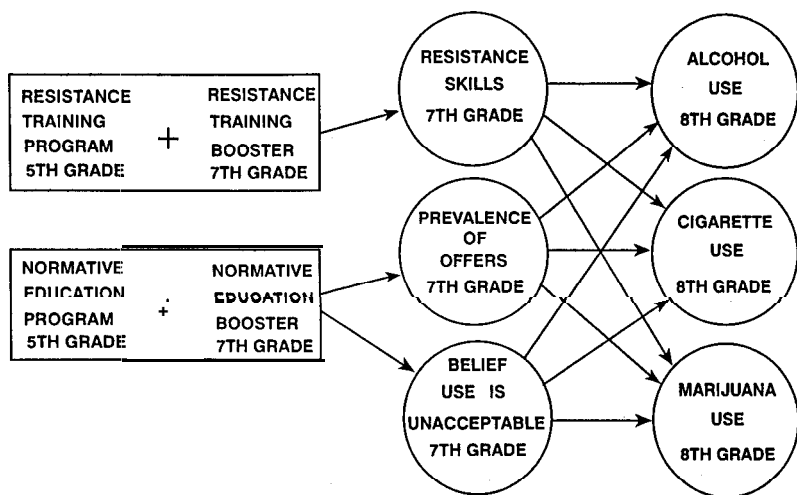 RESISTANCE
TRAINING
PROGRAM
5TH GRADE
+
RESISTANCE
TRAINING
BOOSTER
7TH GRADE
NORMATIVE
EDUCATION
PROGRAM
5TH GRADE
+
NORMATIVE
EDUCATION
BOOSTER
7TH GRADE
RESISTANCE
SKILLS
7TH GRADE
PREVALENCE
OF
OFFERS
7TH GRADE
BELIEF
USE IS
UNACCEPTABLE
7TH GRADE
ALCOHOL
USE
8TH GRADE
CIGARETTE
USE
8TH GRADE
MARIJUANA
USE
8TH GRADE